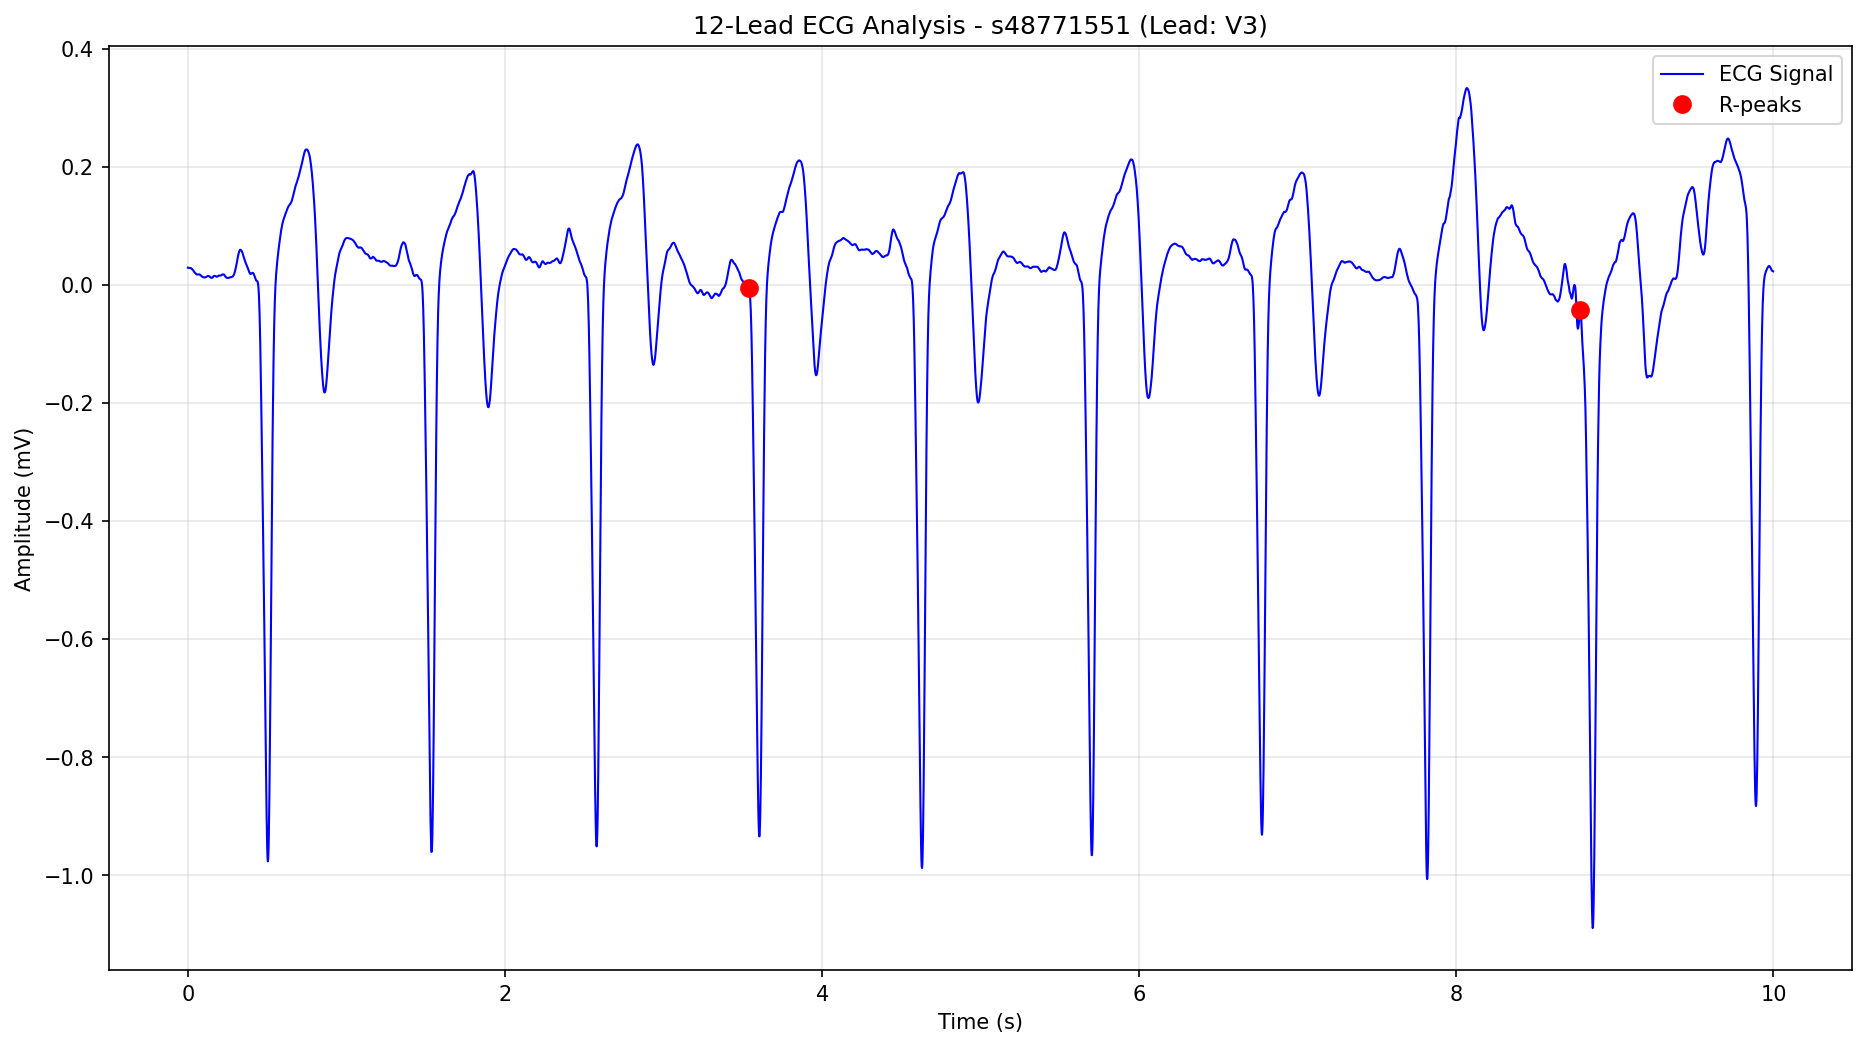 12-Lead ECG Analysis - s48771551 (Lead: V3)
ECG Signal
R-peaks
Amplitude (mV)
0.4
0.2
0.0
−0.2
−0.4
−0.6
−0.8
−1.0
0 2 4 6 8 10
Time (s)